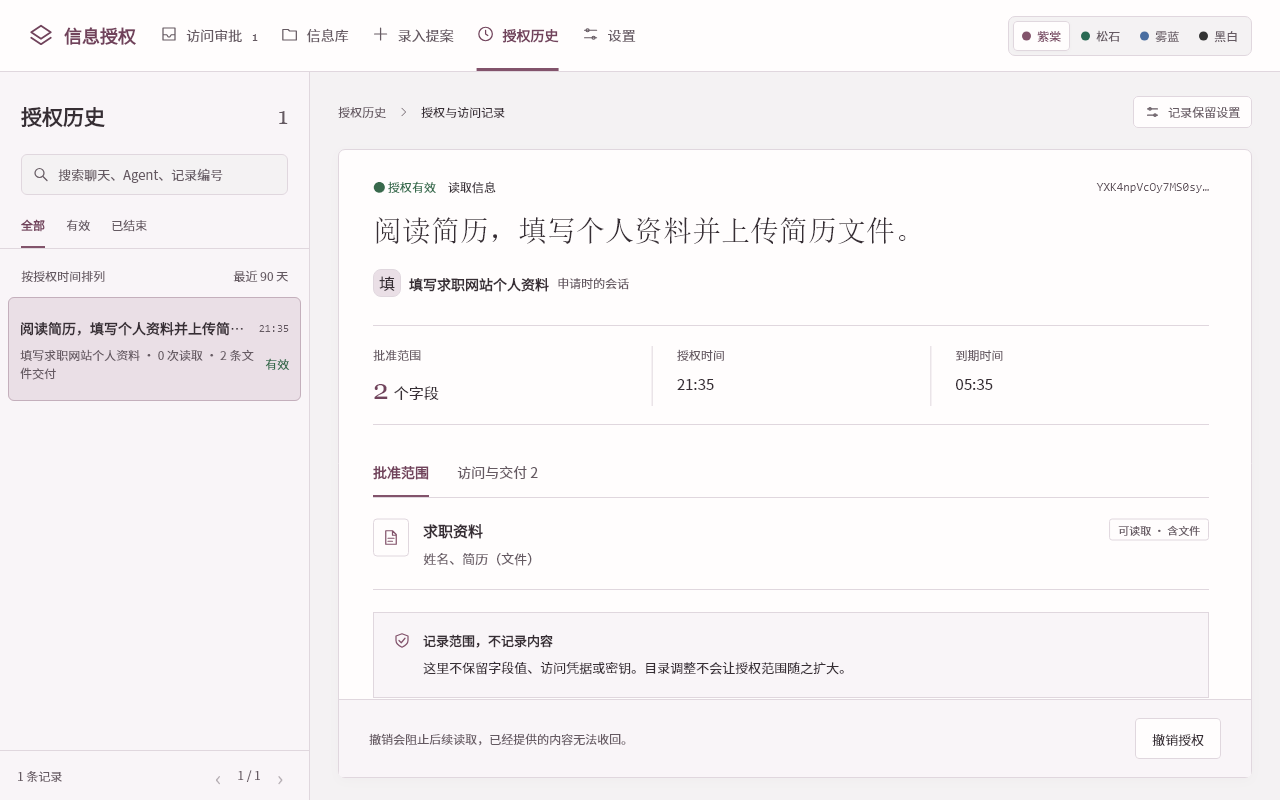 信息授权
访问审批 1
信息库
录入提案
授权历史
设置
紫棠
松石
雾蓝
黑白
授权历史 1
搜索聊天、Agent、记录编号
全部 有效 已结束
按授权时间排列 最近 90 天
阅读简历，填写个人资料并上传简… 21:35
填写求职网站个人资料 · 0 次读取 · 2 条文
件交付
有效
1 条记录
‹ 1 / 1 ›
授权历史 > 授权与访问记录
记录保留设置
授权有效 读取信息
YXK4npVcOy7MS0sy…
阅读简历，填写个人资料并上传简历文件。
填 填写求职网站个人资料 申请时的会话
批准范围 授权时间 到期时间
2 个字段 21:35 05:35
批准范围 访问与交付 2
求职资料
可读取 · 含文件
姓名、简历（文件）
记录范围，不记录内容
这里不保留字段值、访问凭据或密钥。目录调整不会让授权范围随之扩大。
撤销会阻止后续读取，已经提供的内容无法收回。
撤销授权